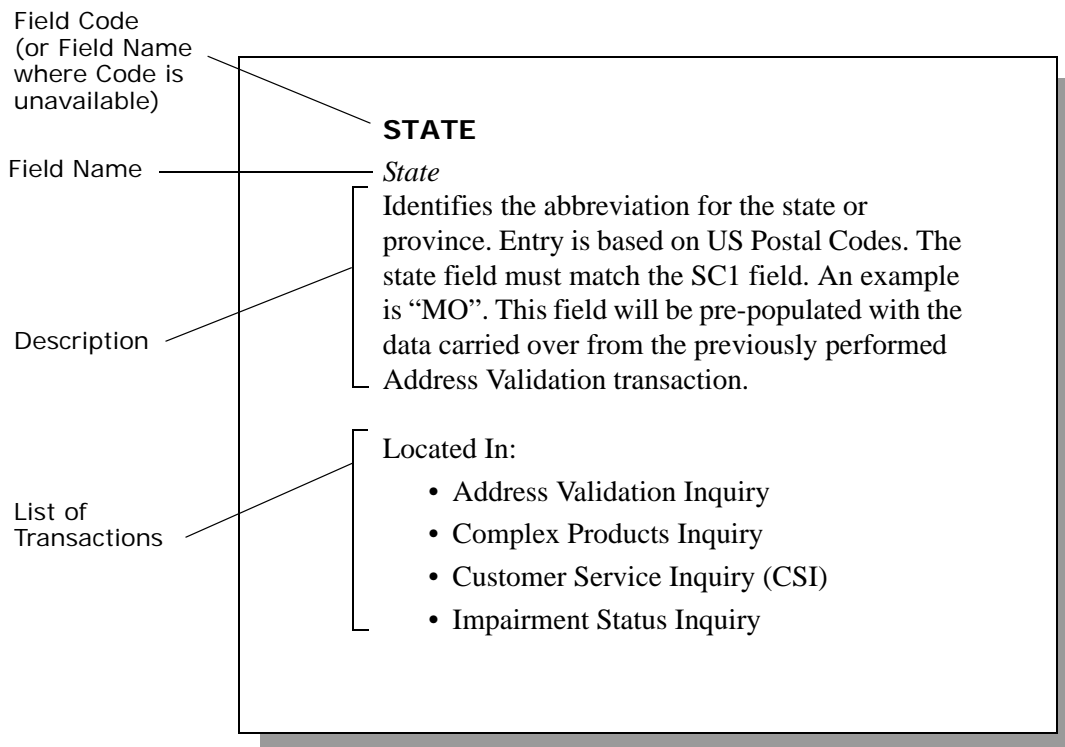 Field Code
(or Field Name
where Code is
unavailable)
STATE
Field Name
State
Identifies the abbreviation for the state or
province. Entry is based on US Postal Codes. The
state field must match the SC1 field. An example
is “MO”. This field will be pre-populated with the
data carried over from the previously performed
Address Validation transaction.
Description
Located In:
• Address Validation Inquiry
• Complex Products Inquiry
• Customer Service Inquiry (CSI)
• Impairment Status Inquiry
List of
Transactions